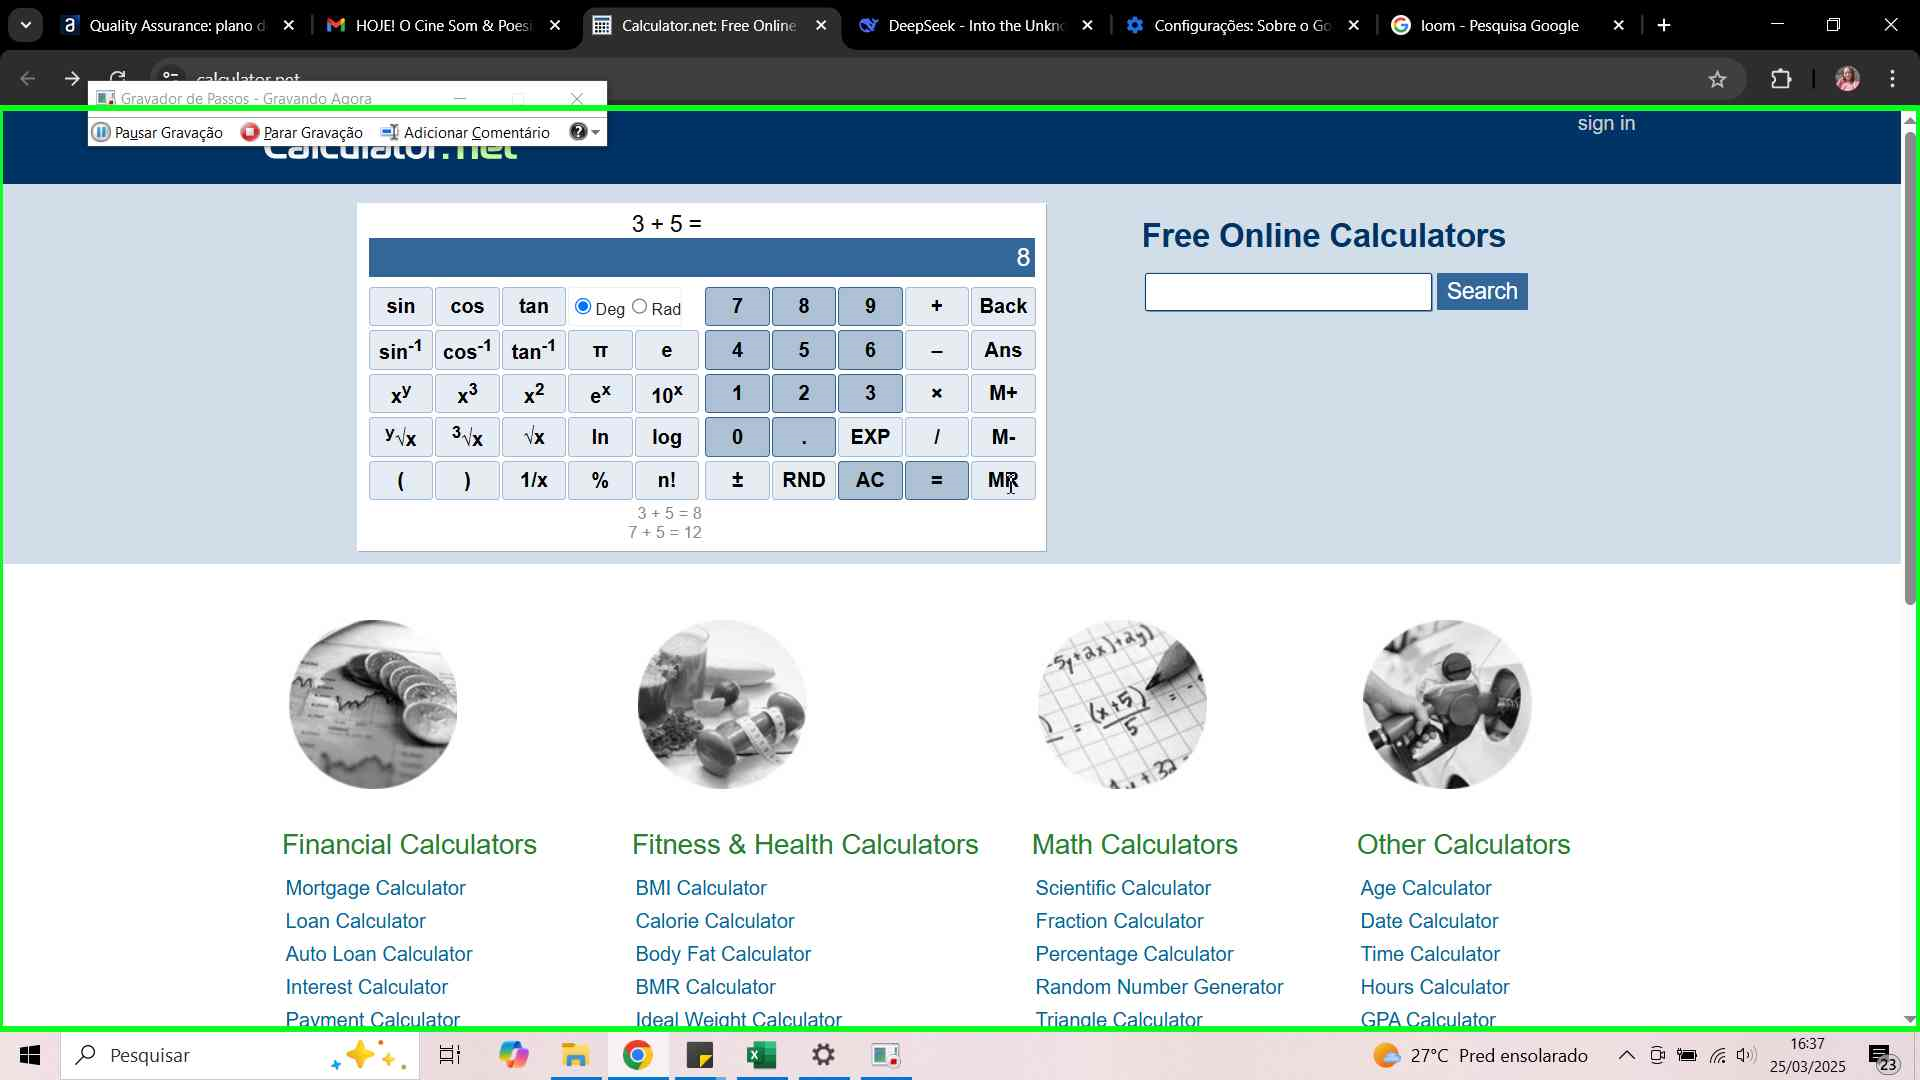 Quality Assurance: plano d
HOJE! O Cine Som & Poesi
Calculator.net: Free Online
DeepSeek - Into the Unkno
Configurações: Sobre o Go
loom - Pesquisa Google
calculator.net
Gravador de Passos - Gravando Agora
Pausar Gravação
Parar Gravação
Adicionar Comentário
sign in
Calculator.net
3 + 5 =
8
sin cos tan Deg Rad 7 8 9 + Back
sin-1 cos-1 tan-1 π e 4 5 6 – Ans
xy x3 x2 ex 10x 1 2 3 × M+
y√x 3√x √x ln log 0 . EXP / M-
( ) 1/x % n! ± RND AC = MR
3 + 5 = 8
7 + 5 = 12
Free Online Calculators
Search
Financial Calculators
Mortgage Calculator
Loan Calculator
Auto Loan Calculator
Interest Calculator
Payment Calculator
Fitness & Health Calculators
BMI Calculator
Calorie Calculator
Body Fat Calculator
BMR Calculator
Ideal Weight Calculator
Math Calculators
Scientific Calculator
Fraction Calculator
Percentage Calculator
Random Number Generator
Triangle Calculator
Other Calculators
Age Calculator
Date Calculator
Time Calculator
Hours Calculator
GPA Calculator
Pesquisar
27°C Pred ensolarado
16:37
25/03/2025
23